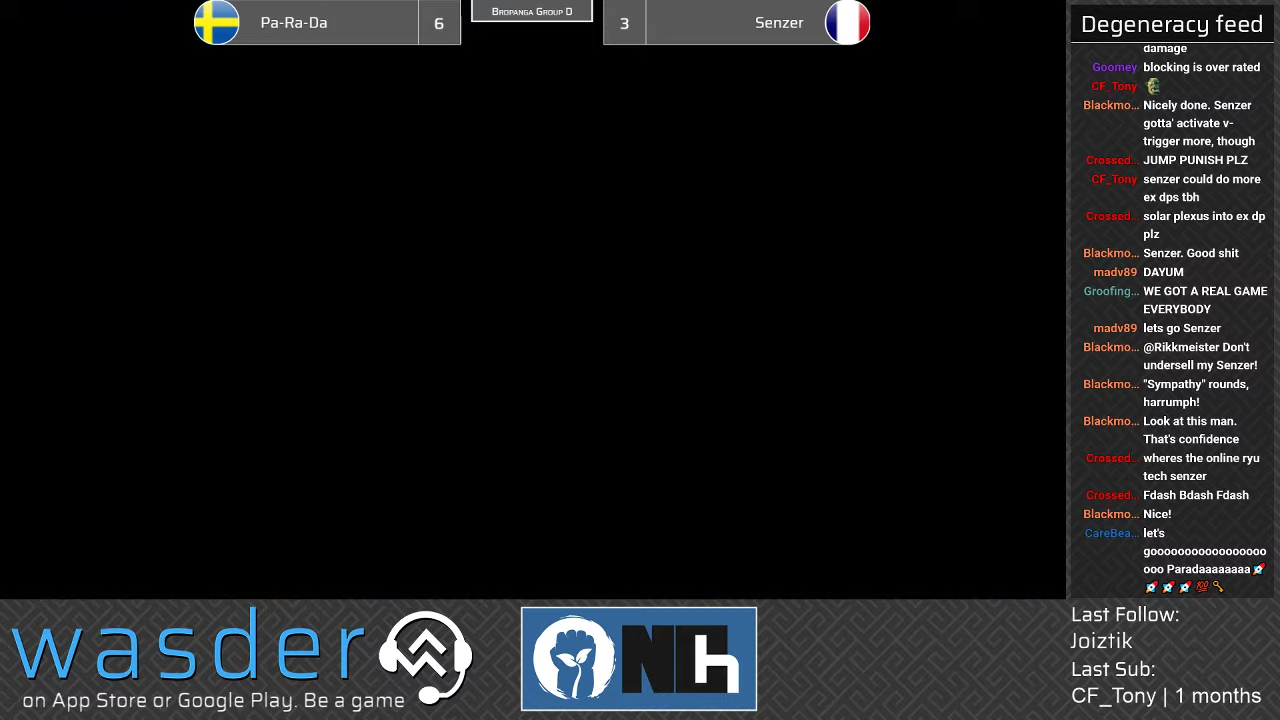 Pa-Ra-Da 6 Bropanga Group D 3 Senzer
Degeneracy feed
damage
Goomey blocking is over rated
CF_Tony
Blackmo... Nicely done. Senzer
gotta' activate v-
trigger more, though
Crossed... JUMP PUNISH PLZ
CF_Tony senzer could do more
ex dps tbh
Crossed... solar plexus into ex dp
plz
Blackmo... Senzer. Good shit
madv89 DAYUM
Groofing... WE GOT A REAL GAME
EVERYBODY
madv89 lets go Senzer
Blackmo... @Rikkmeister Don't
undersell my Senzer!
Blackmo... "Sympathy" rounds,
harrumph!
Blackmo... Look at this man.
That's confidence
Crossed... wheres the online ryu
tech senzer
Crossed... Fdash Bdash Fdash
Blackmo... Nice!
CareBea... let's
gooooooooooooooooo
ooo Paradaaaaaaaa🚀
🚀 🚀 🚀 💯 🔑
wasder
on App Store or Google Play. Be a game
NCh
Last Follow:
Joiztik
Last Sub:
CF_Tony | 1 months